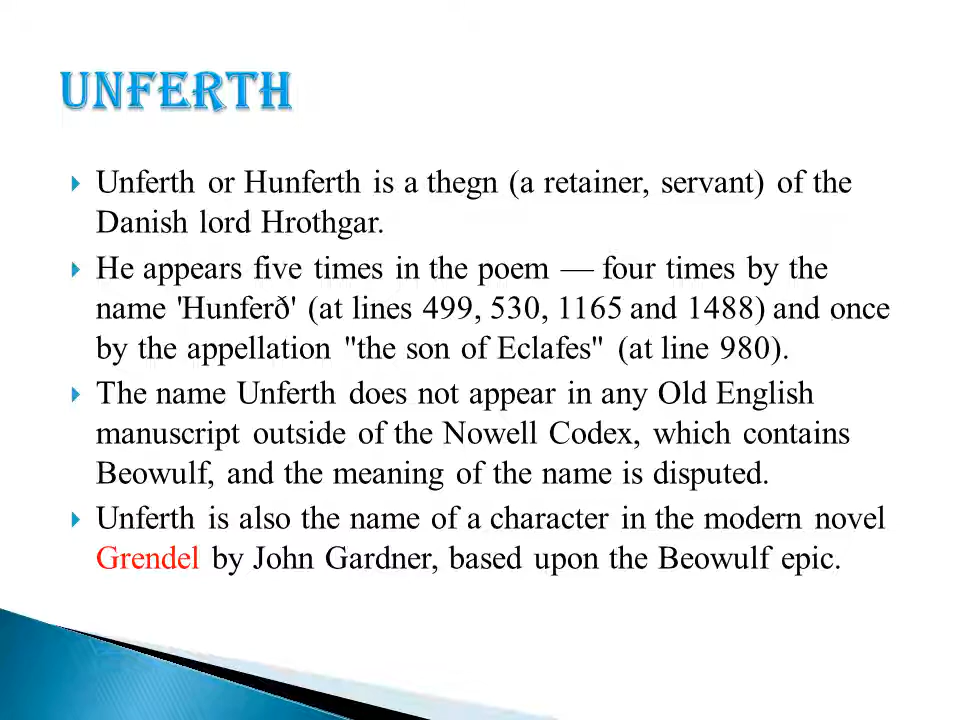 UNFERTH
Unferth or Hunferth is a thegn (a retainer, servant) of the
Danish lord Hrothgar.
He appears five times in the poem — four times by the
name 'Hunferð' (at lines 499, 530, 1165 and 1488) and once
by the appellation "the son of Eclafes" (at line 980).
The name Unferth does not appear in any Old English
manuscript outside of the Nowell Codex, which contains
Beowulf, and the meaning of the name is disputed.
Unferth is also the name of a character in the modern novel
Grendel by John Gardner, based upon the Beowulf epic.